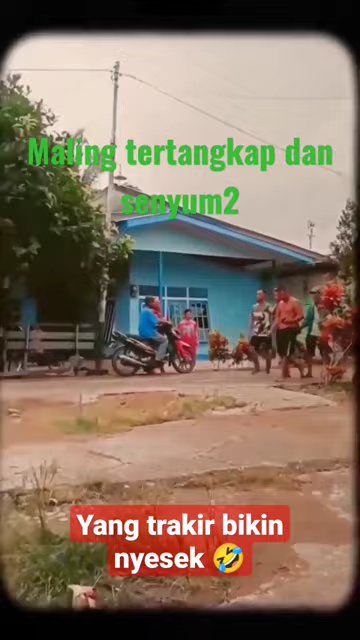 Maling tertangkap dan
senyum2
Yang trakir bikin
nyesek 🤣